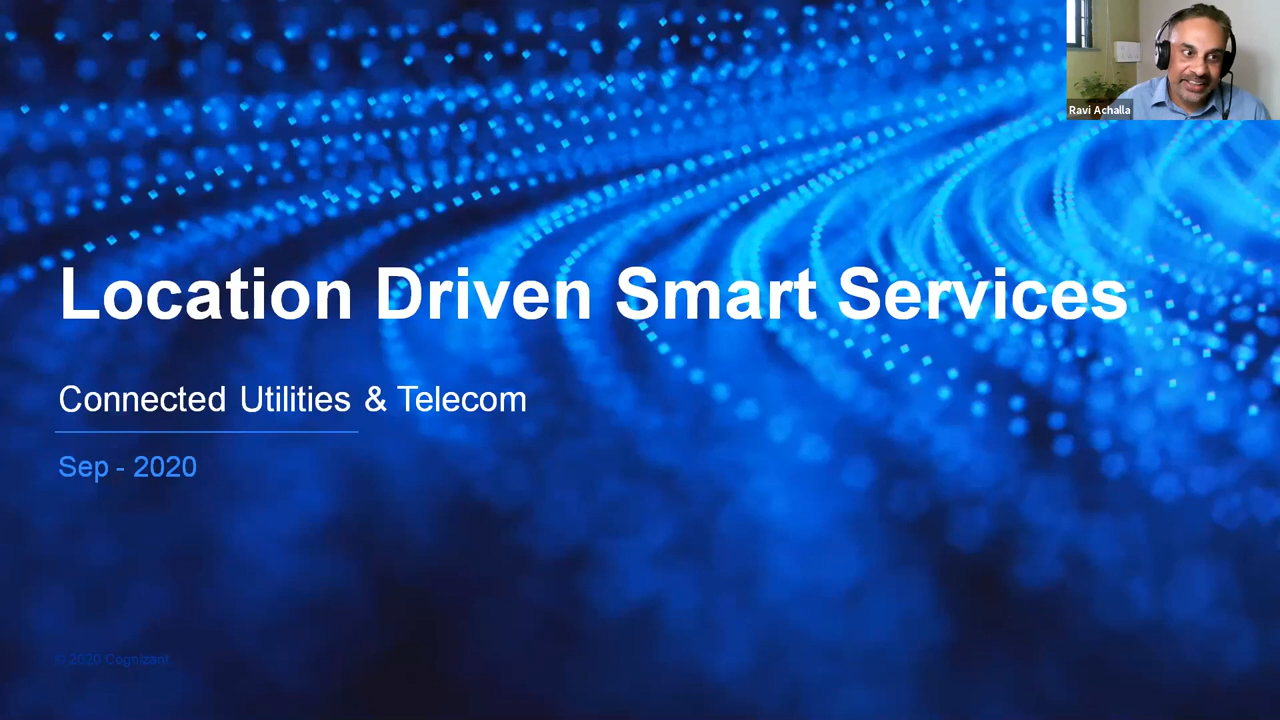 Ravi Achalla
Location Driven Smart Services
Connected Utilities & Telecom
Sep - 2020
© 2020 Cognizant